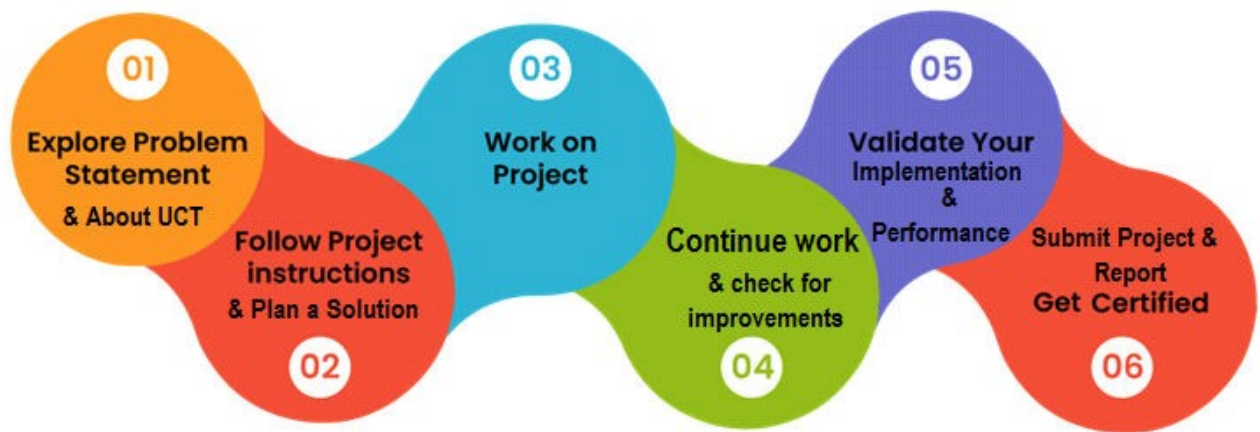 01
Explore Problem
Statement
& About UCT
Follow Project
instructions
& Plan a Solution
02
03
Work on
Project
Continue work
& check for
improvements
04
05
Validate Your
Implementation
&
Performance
Submit Project &
Report
Get Certified
06